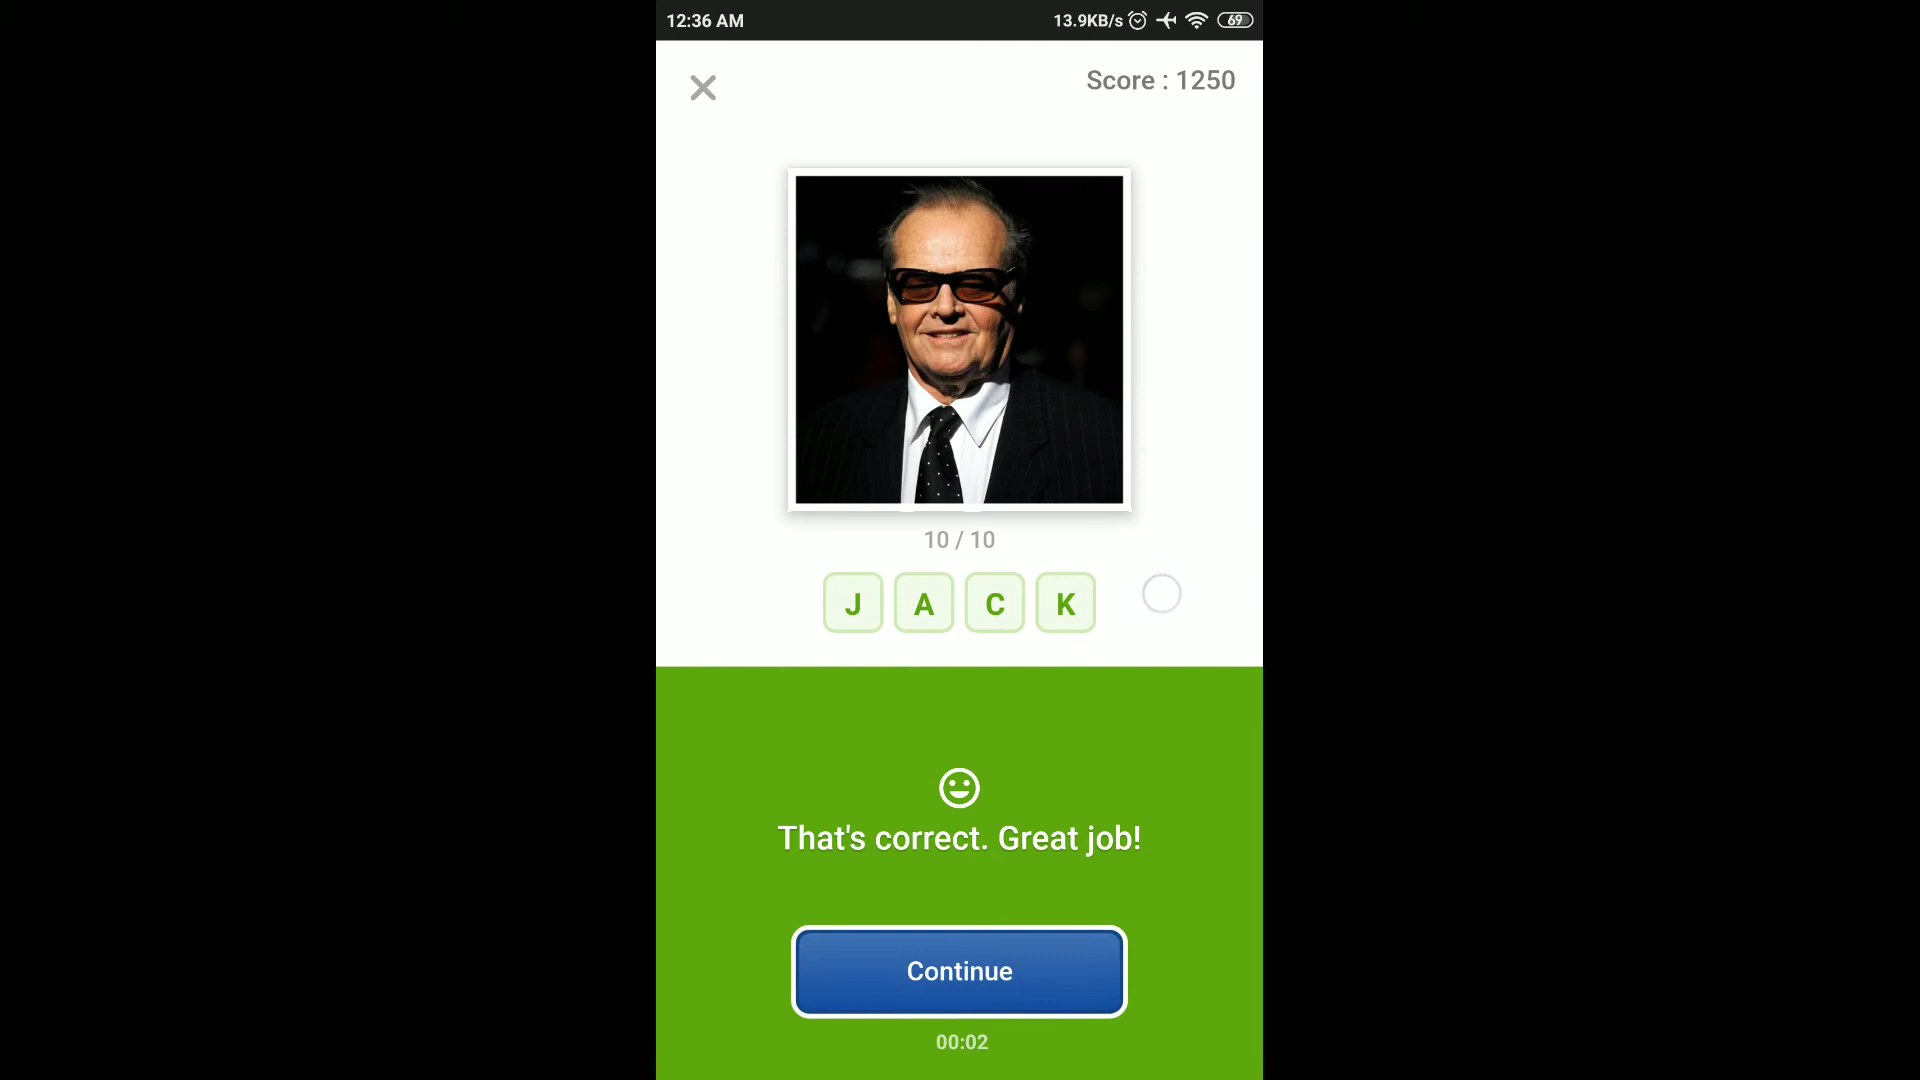 12:36 AM
13.9KB/s
69
Score : 1250
10 / 10
J A C K
That's correct. Great job!
Continue
00:02